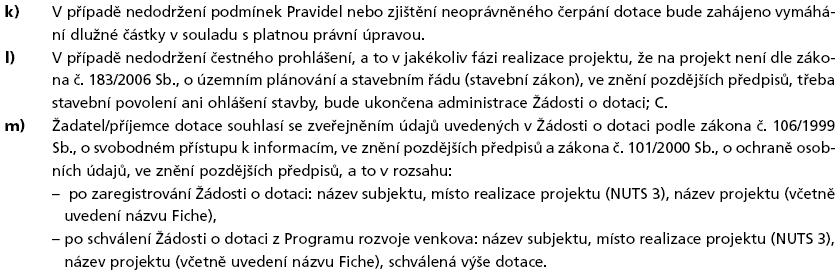 k) V případě nedodržení podmínek Pravidel nebo zjištění neoprávněného čerpání dotace bude zahájeno vymáhá-
ní dlužné částky v souladu s platnou právní úpravou.
l) V případě nedodržení čestného prohlášení, a to v jakékoliv fázi realizace projektu, že na projekt není dle záko-
na č. 183/2006 Sb., o územním plánování a stavebním řádu (stavební zákon), ve znění pozdějších předpisů, třeba
stavební povolení ani ohlášení stavby, bude ukončena administrace Žádosti o dotaci; C.
m) Žadatel/příjemce dotace souhlasí se zveřejněním údajů uvedených v Žádosti o dotaci podle zákona č. 106/1999
Sb., o svobodném přístupu k informacím, ve znění pozdějších předpisů a zákona č. 101/2000 Sb., o ochraně osob-
ních údajů, ve znění pozdějších předpisů, a to v rozsahu:
– po zaregistrování Žádosti o dotaci: název subjektu, místo realizace projektu (NUTS 3), název projektu (včetně
uvedení názvu Fiche),
– po schválení Žádosti o dotaci z Programu rozvoje venkova: název subjektu, místo realizace projektu (NUTS 3),
název projektu (včetně uvedení názvu Fiche), schválená výše dotace.